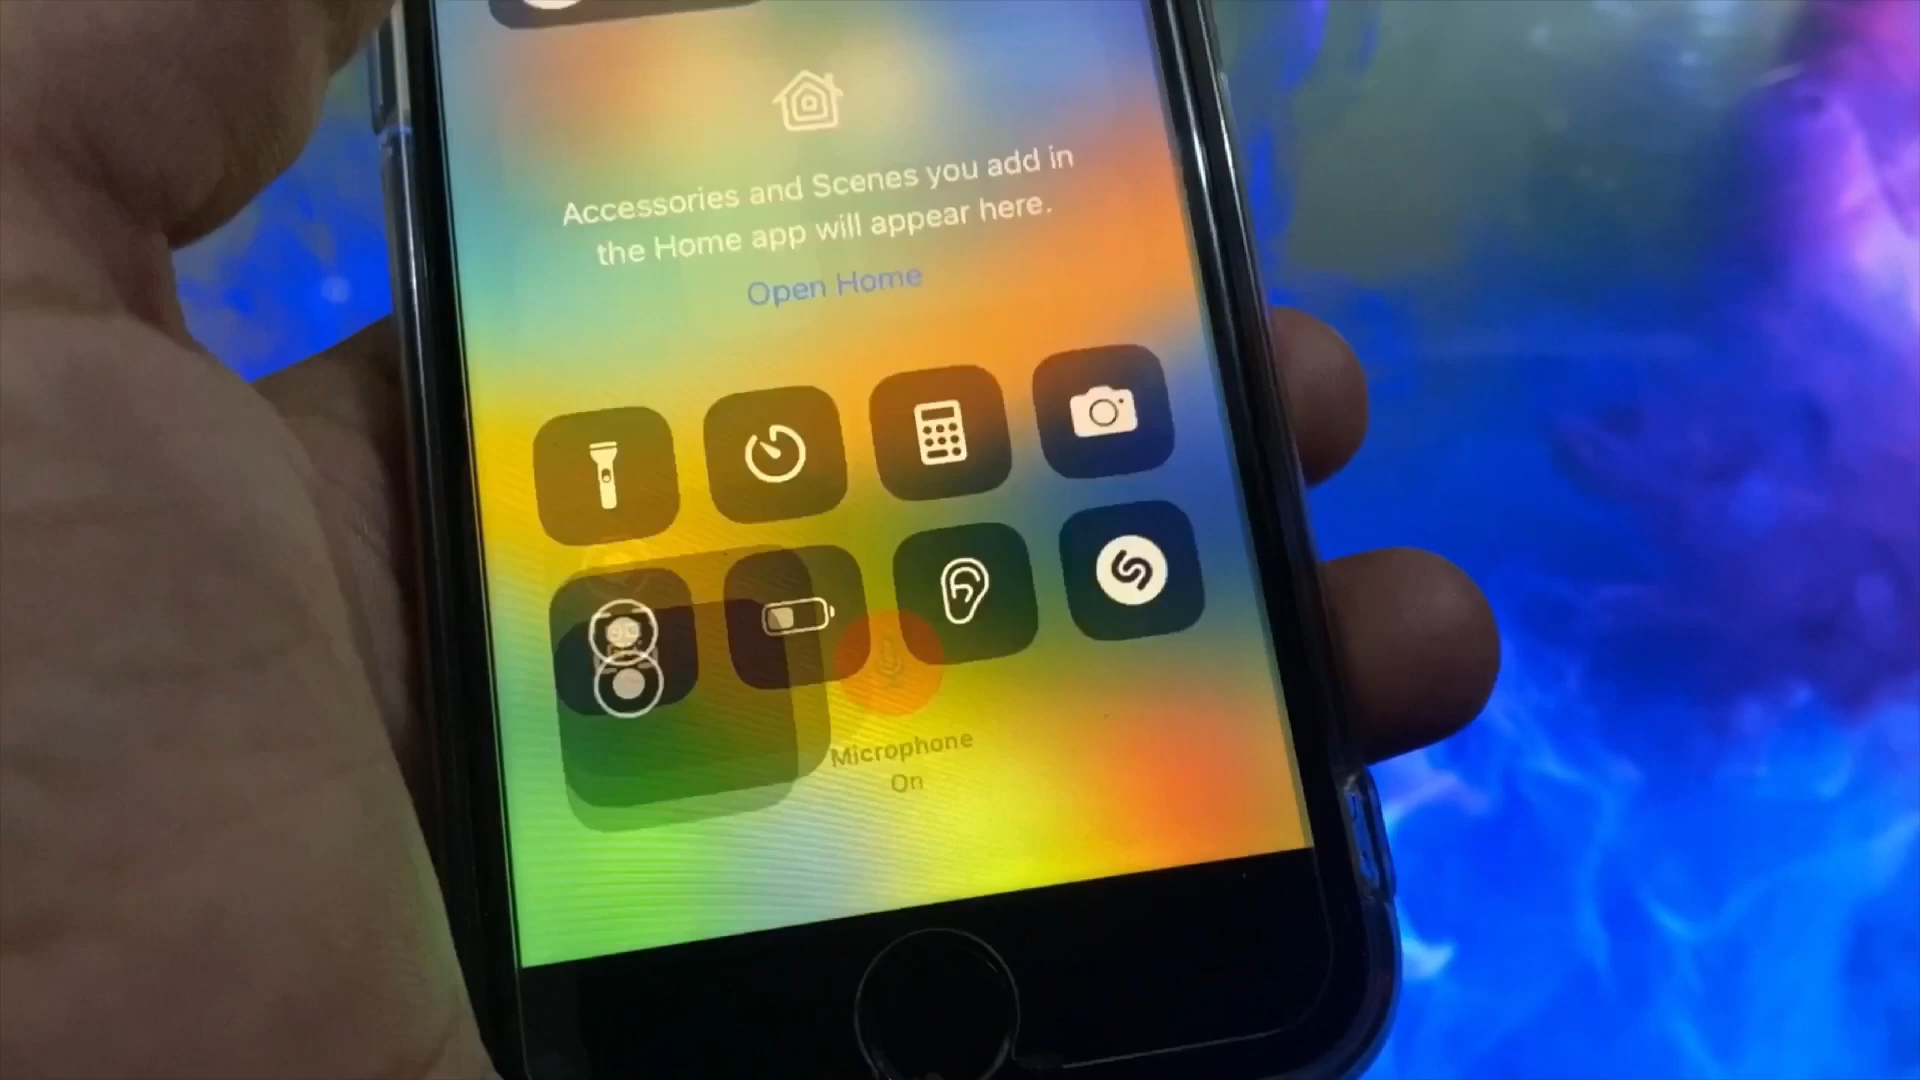 Accessories and Scenes you add in
the Home app will appear here.
Open Home
Microphone
On